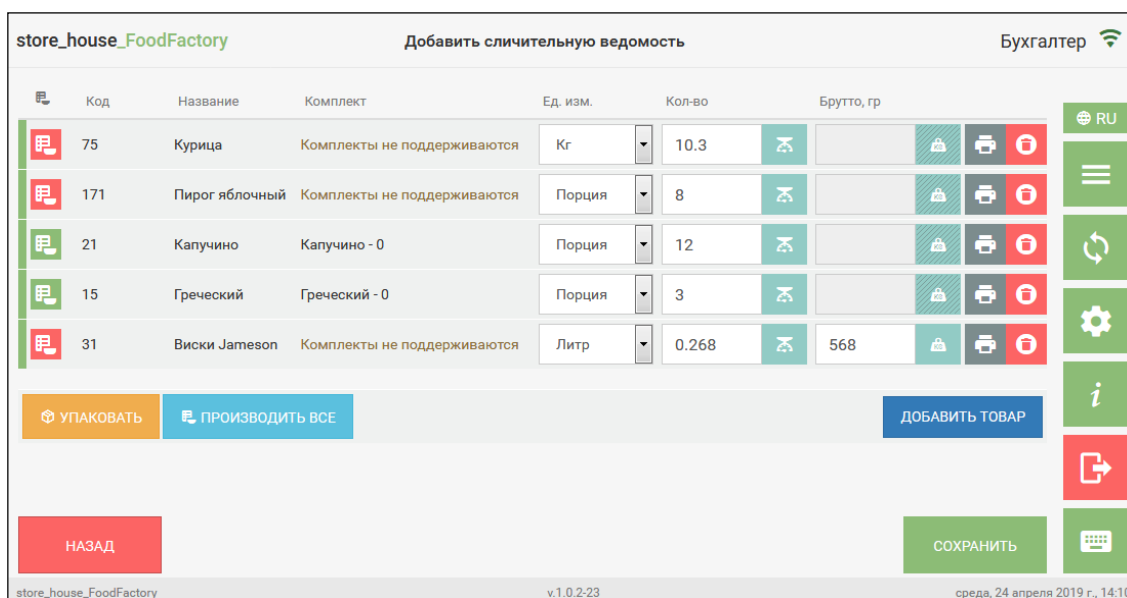 store_house_FoodFactory Добавить сличительную ведомость Бухгалтер
Код Название Комплект Ед. изм. Кол-во Брутто, гр
RU
75 Курица Комплекты не поддерживаются Кг 10.3
171 Пирог яблочный Комплекты не поддерживаются Порция 8
21 Капучино Капучино - 0 Порция 12
15 Греческий Греческий - 0 Порция 3
31 Виски Jameson Комплекты не поддерживаются Литр 0.268 568
УПАКОВАТЬ ПРОИЗВОДИТЬ ВСЕ ДОБАВИТЬ ТОВАР
НАЗАД СОХРАНИТЬ
store_house_FoodFactory v.1.0.2-23 среда, 24 апреля 2019 г., 14:10